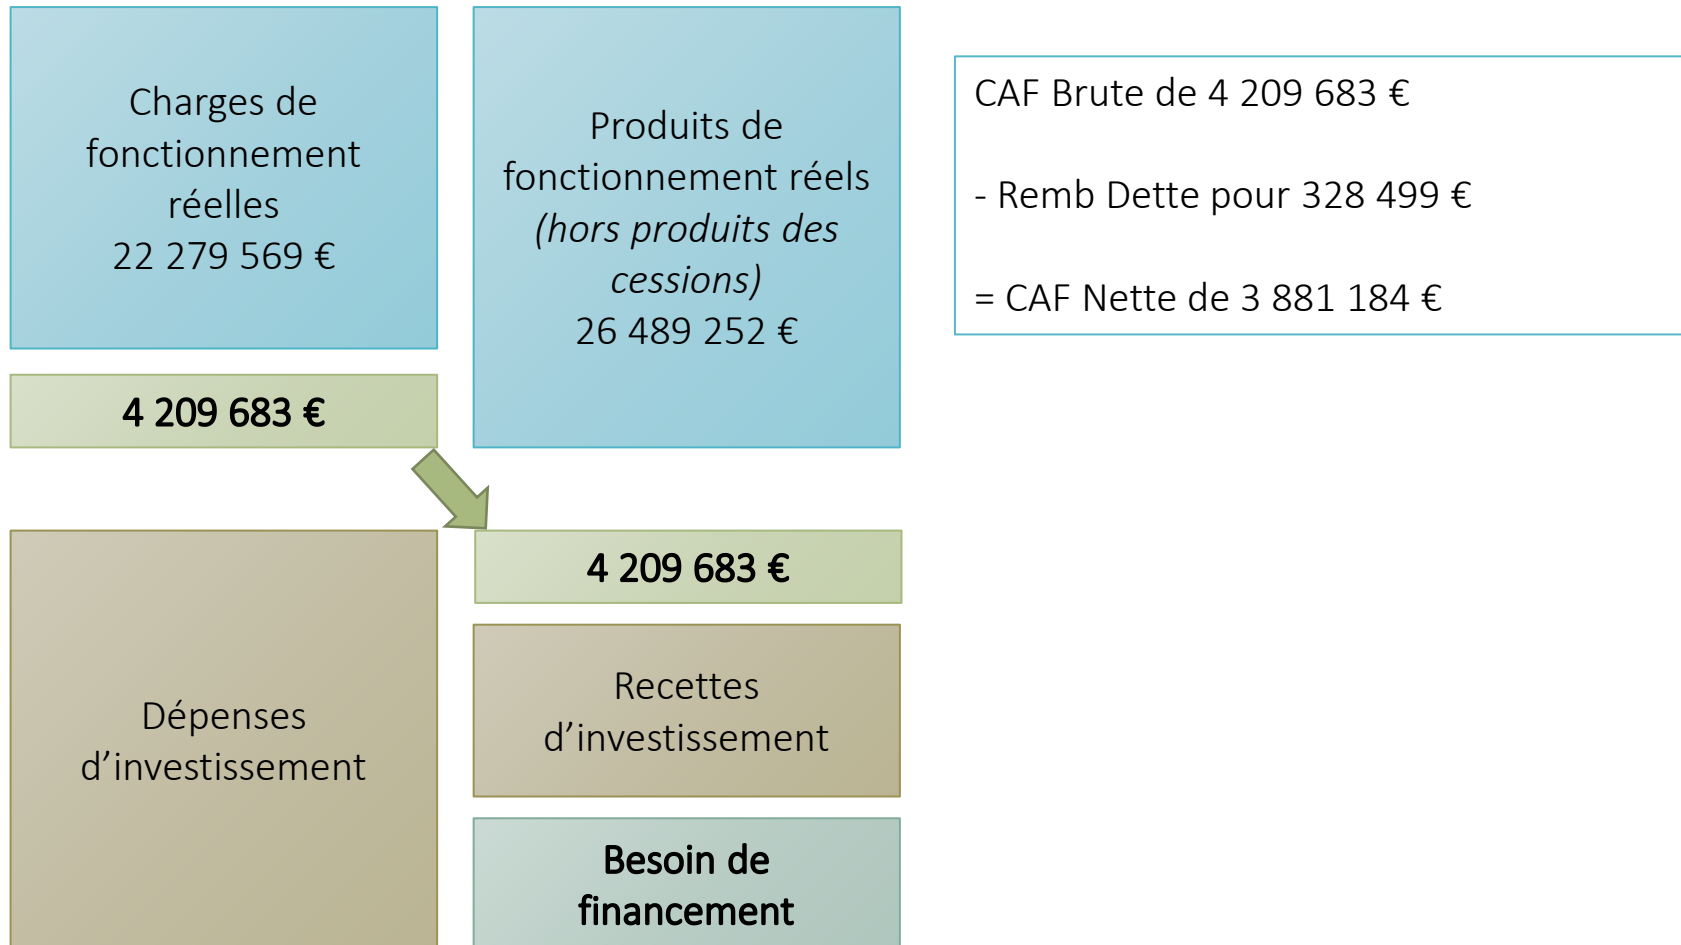 Charges de
fonctionnement
réelles
22 279 569 €
4 209 683 €
Produits de
fonctionnement réels
(hors produits des
cessions)
26 489 252 €
CAF Brute de 4 209 683 €
- Remb Dette pour 328 499 €
= CAF Nette de 3 881 184 €
Dépenses
d’investissement
4 209 683 €
Recettes
d’investissement
Besoin de
financement